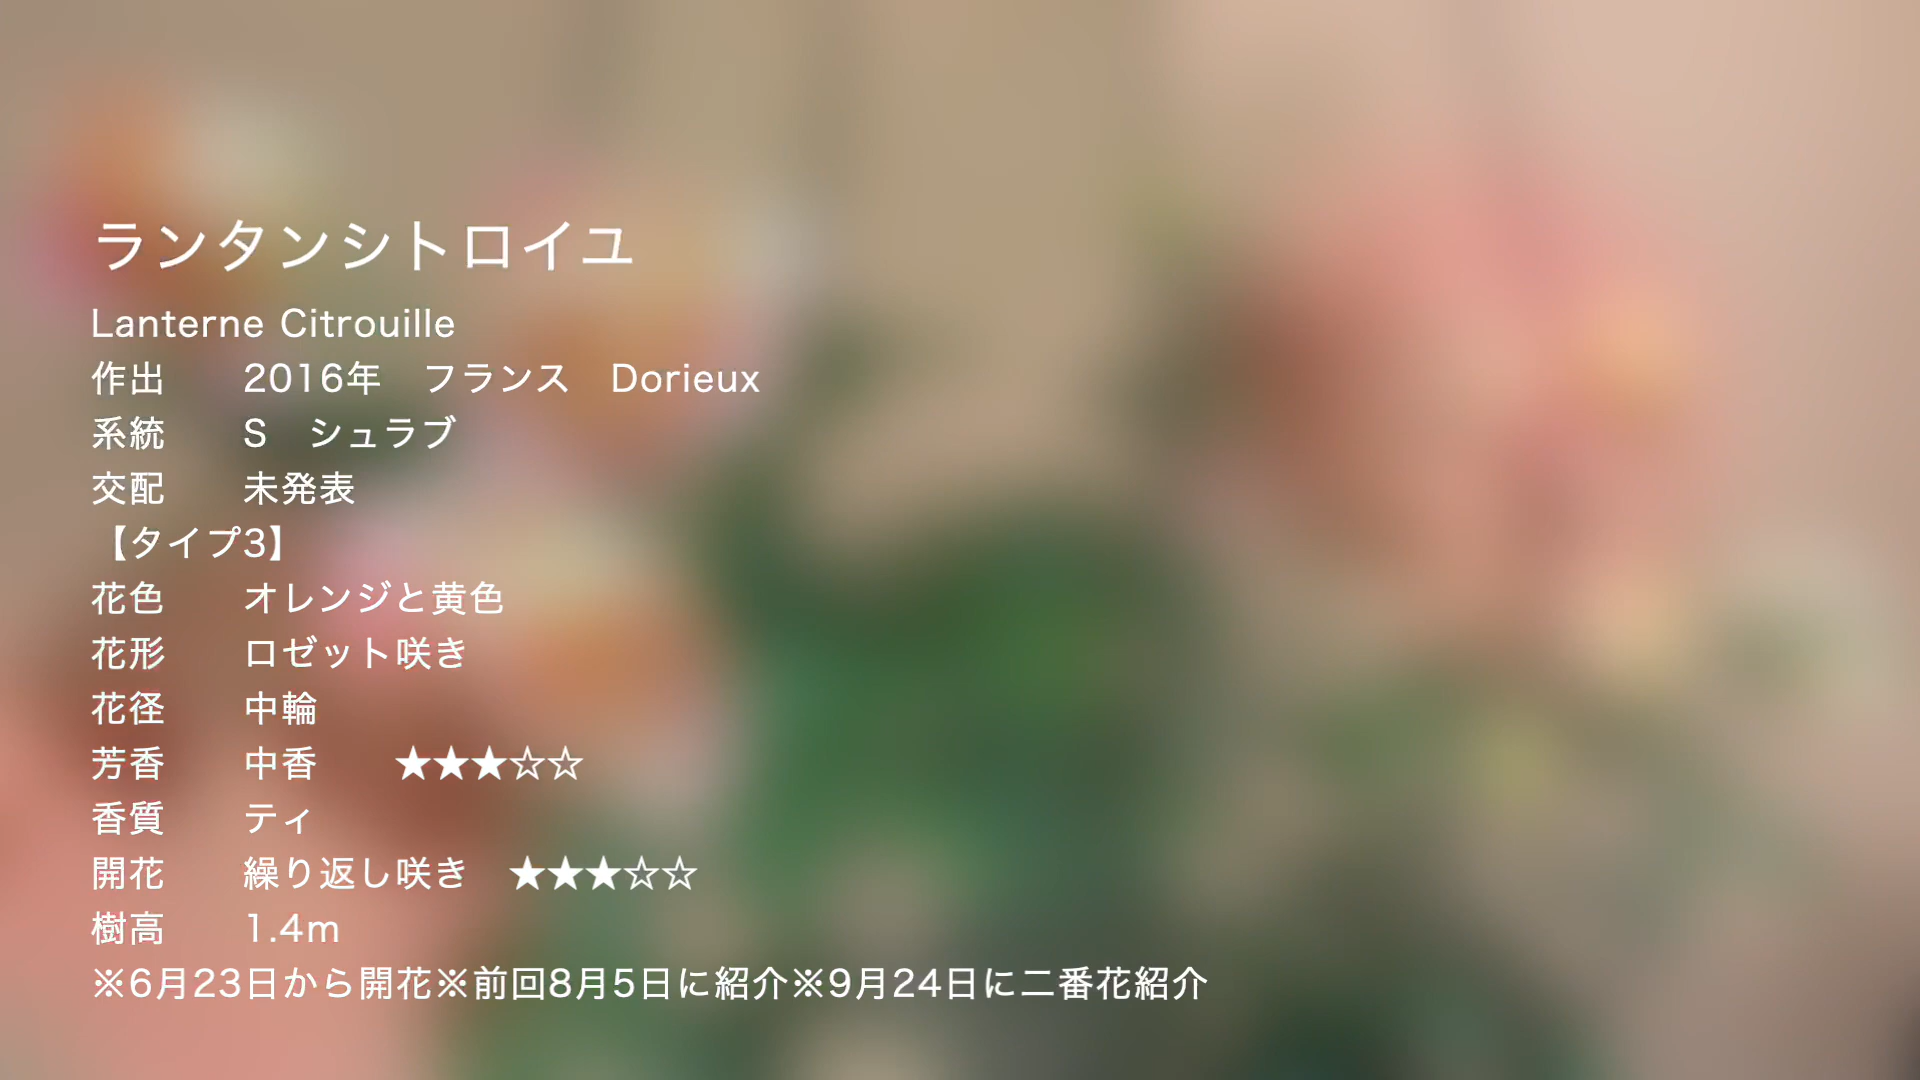 ランタンシトロイユ
Lanterne Citrouille
作出　　2016年　フランス　Dorieux
系統　　S　シュラブ
交配　　未発表
【タイプ3】
花色　　オレンジと黄色
花形　　ロゼット咲き
花径　　中輪
芳香　　中香　　★★★☆☆
香質　　ティ
開花　　繰り返し咲き　★★★☆☆
樹高　　1.4m
※6月23日から開花※前回8月5日に紹介※9月24日に二番花紹介